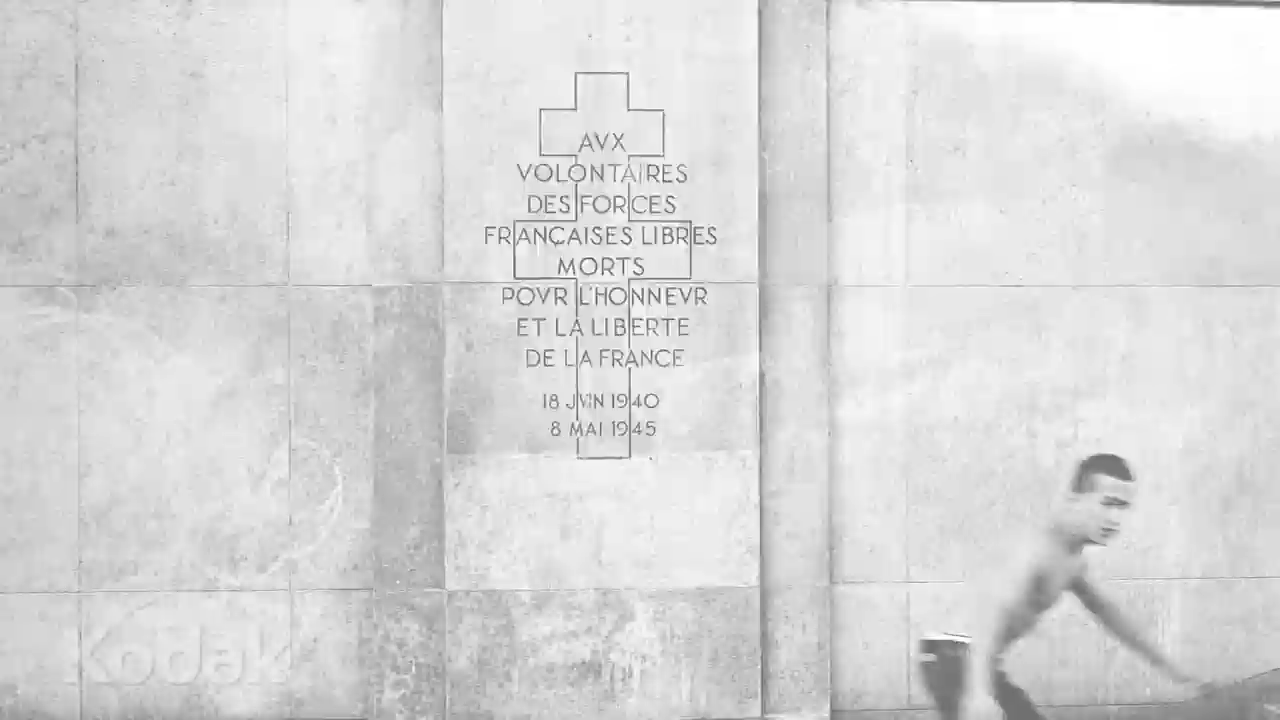 AVX
VOLONTAIRES
DES FORCES
FRANÇAISES LIBRES
MORTS
POVR L'HONNEVR
ET LA LIBERTE
DE LA FRANCE
18 JVIN 1940
8 MAI 1945
Kodak